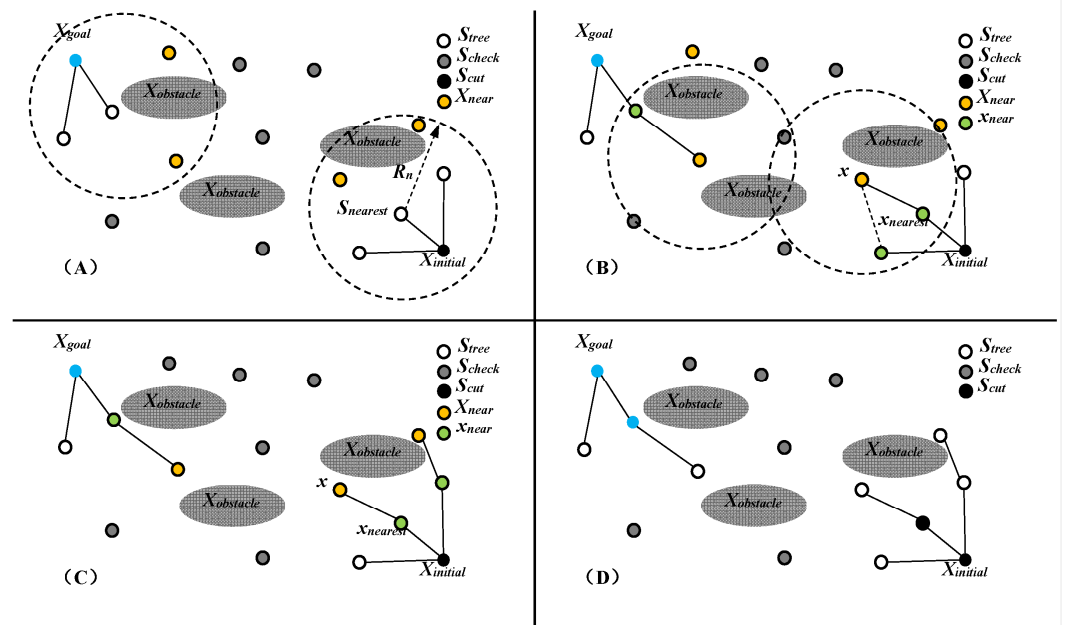 Xgoal
Stree
Scheck
Scut
Xnear
Xobstacle
Xobstacle
Rn
Xobstacle
Snearest
Xinitial
（A）
Xgoal
Stree
Scheck
Scut
Xnear
xnear
Xobstacle
Xobstacle
x
Xobstacle
xnearest
Xinitial
（B）
Xgoal
Stree
Scheck
Scut
Xnear
xnear
Xobstacle
Xobstacle
x
Xobstacle
xnearest
Xinitial
（C）
Xgoal
Stree
Scheck
Scut
Xobstacle
Xobstacle
Xobstacle
Xinitial
（D）